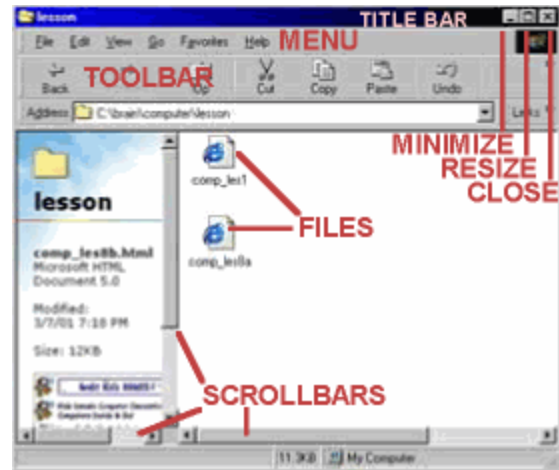 lesson TITLE BAR
File Edit View Go Favorites Help MENU
TOOLBAR
Back Up Cut Copy Paste Undo
Address C:\brain\computer\lesson Links
MINIMIZE
RESIZE
CLOSE
lesson
comp_les8b.html
Microsoft HTML
Document 5.0
Modified:
3/7/01 7:18 PM
Size: 12KB
comp_les1
FILES
comp_les8a
SCROLLBARS
11.3KB My Computer